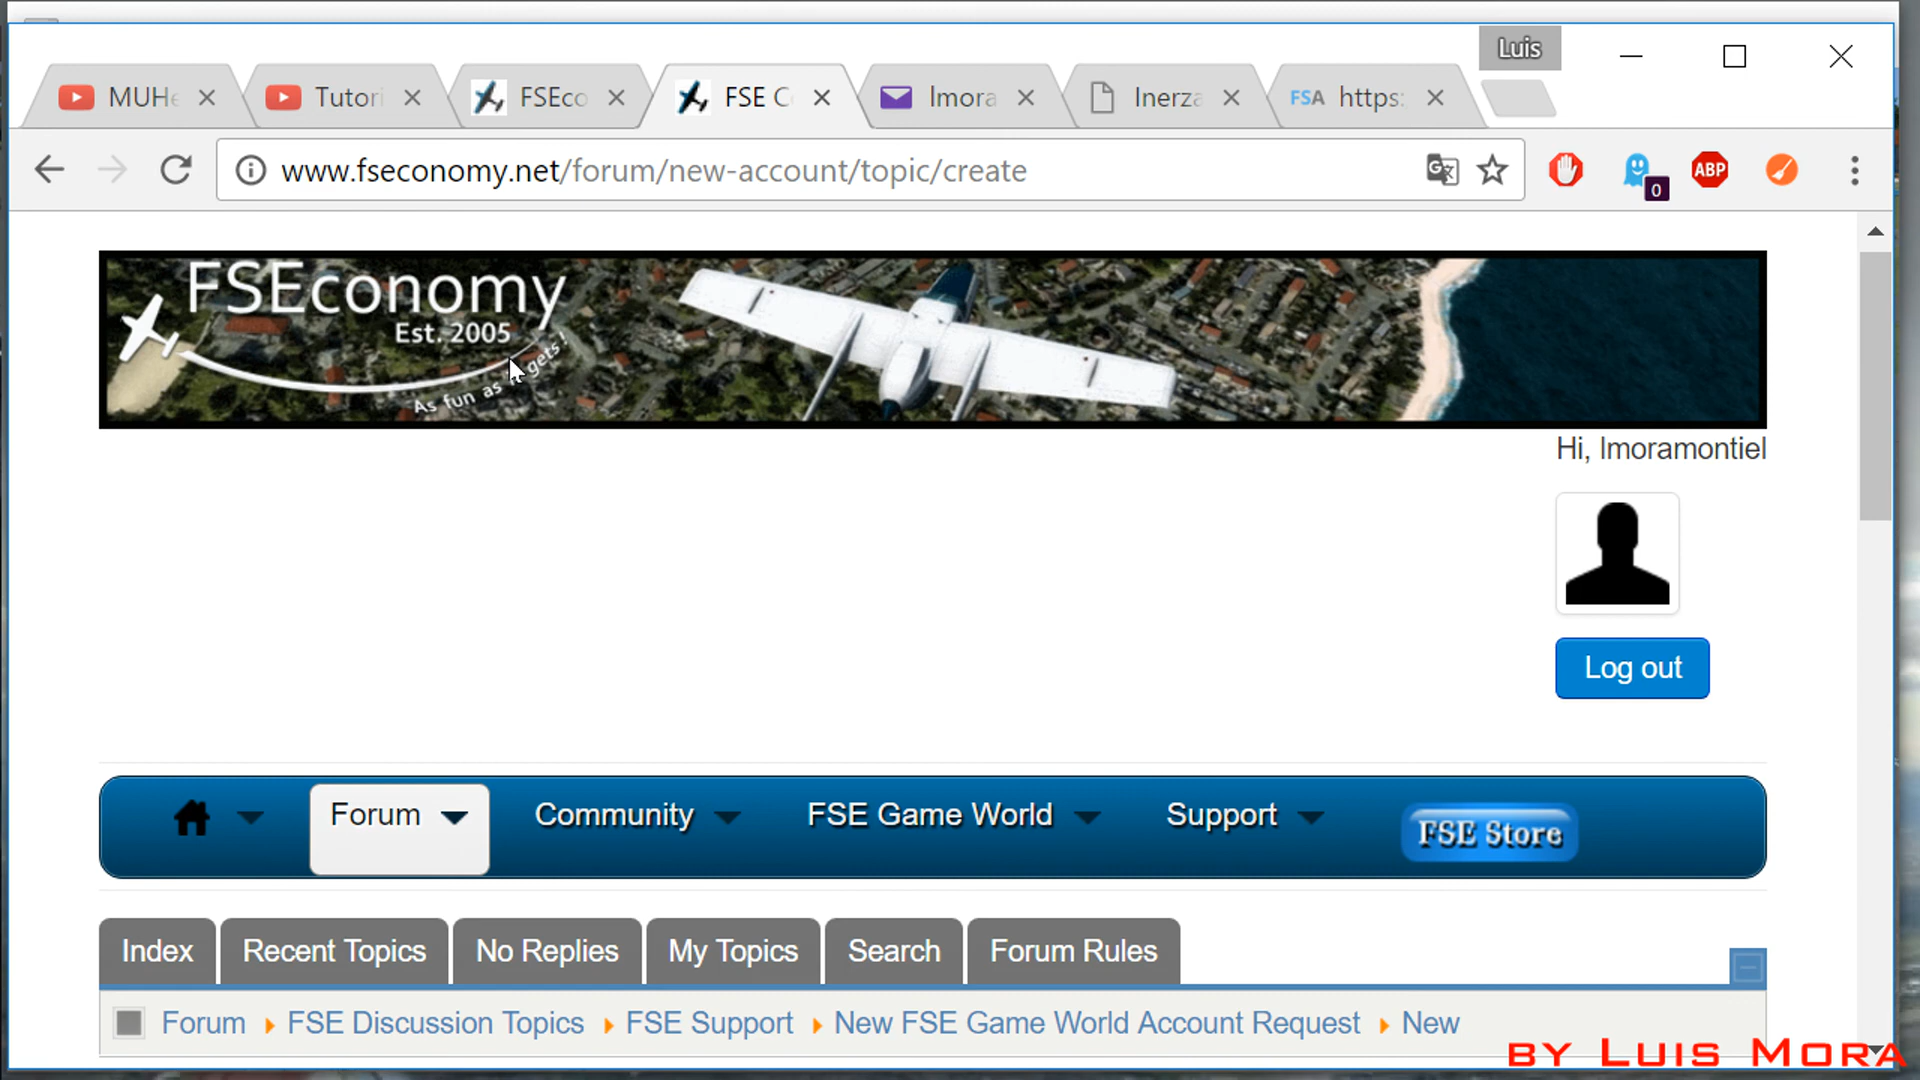 Luis
MUHe
Tutori
FSEco
FSE C
lmora
Inerza
FSA https:
www.fseconomy.net/forum/new-account/topic/create
0
ABP
FSEconomy
Est. 2005
As fun as it gets!
Hi, lmoramontiel
Log out
Forum Community FSE Game World Support FSE Store
Index Recent Topics No Replies My Topics Search Forum Rules
Forum FSE Discussion Topics FSE Support New FSE Game World Account Request New
by Luis Mora